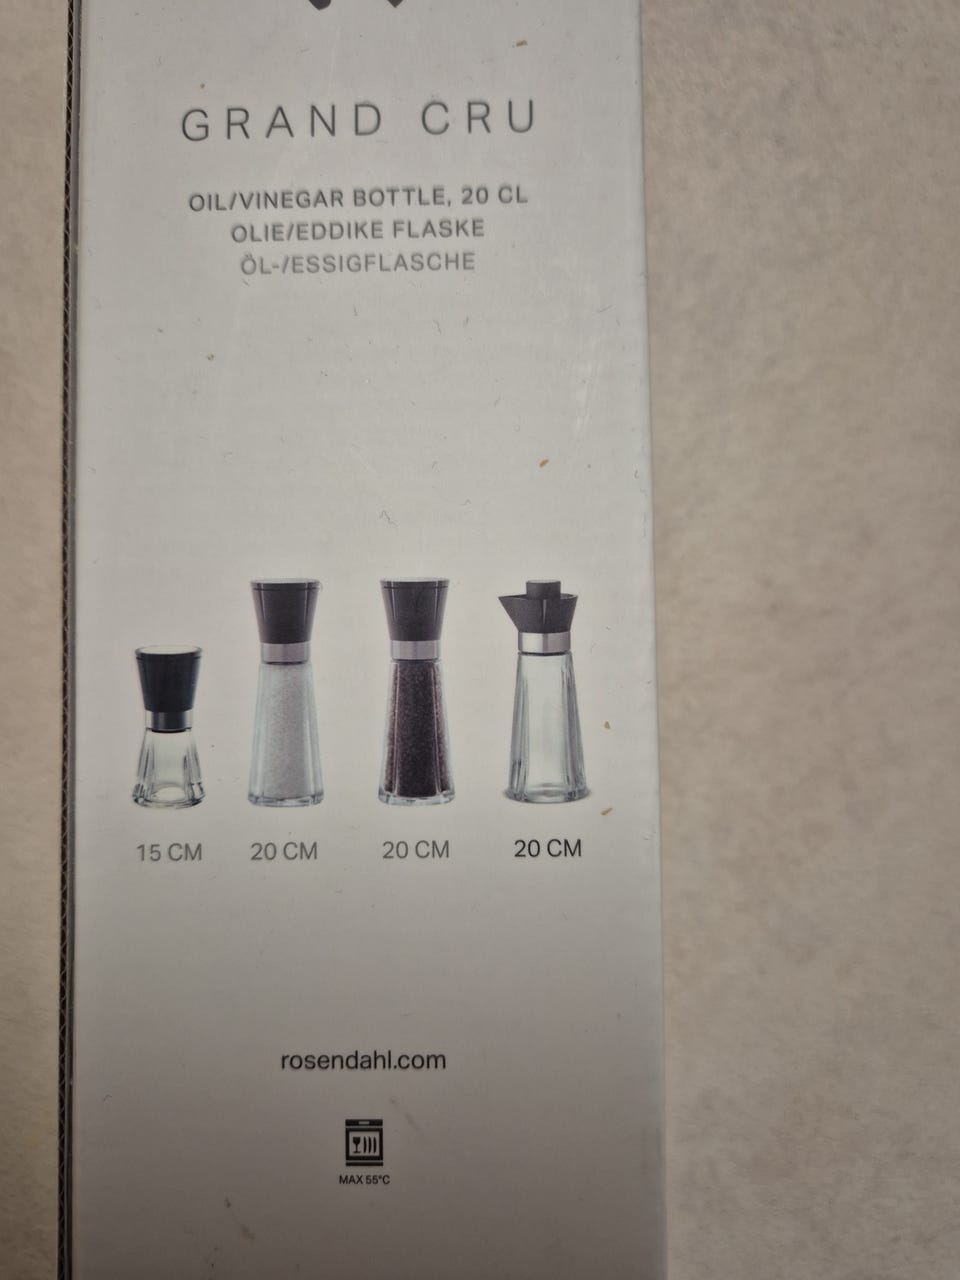 GRAND CRU
OIL/VINEGAR BOTTLE, 20 CL
OLIE/EDDIKE FLASKE
ÖL-/ESSIGFLASCHE
15 CM 20 CM 20 CM 20 CM
rosendahl.com
MAX 55°C